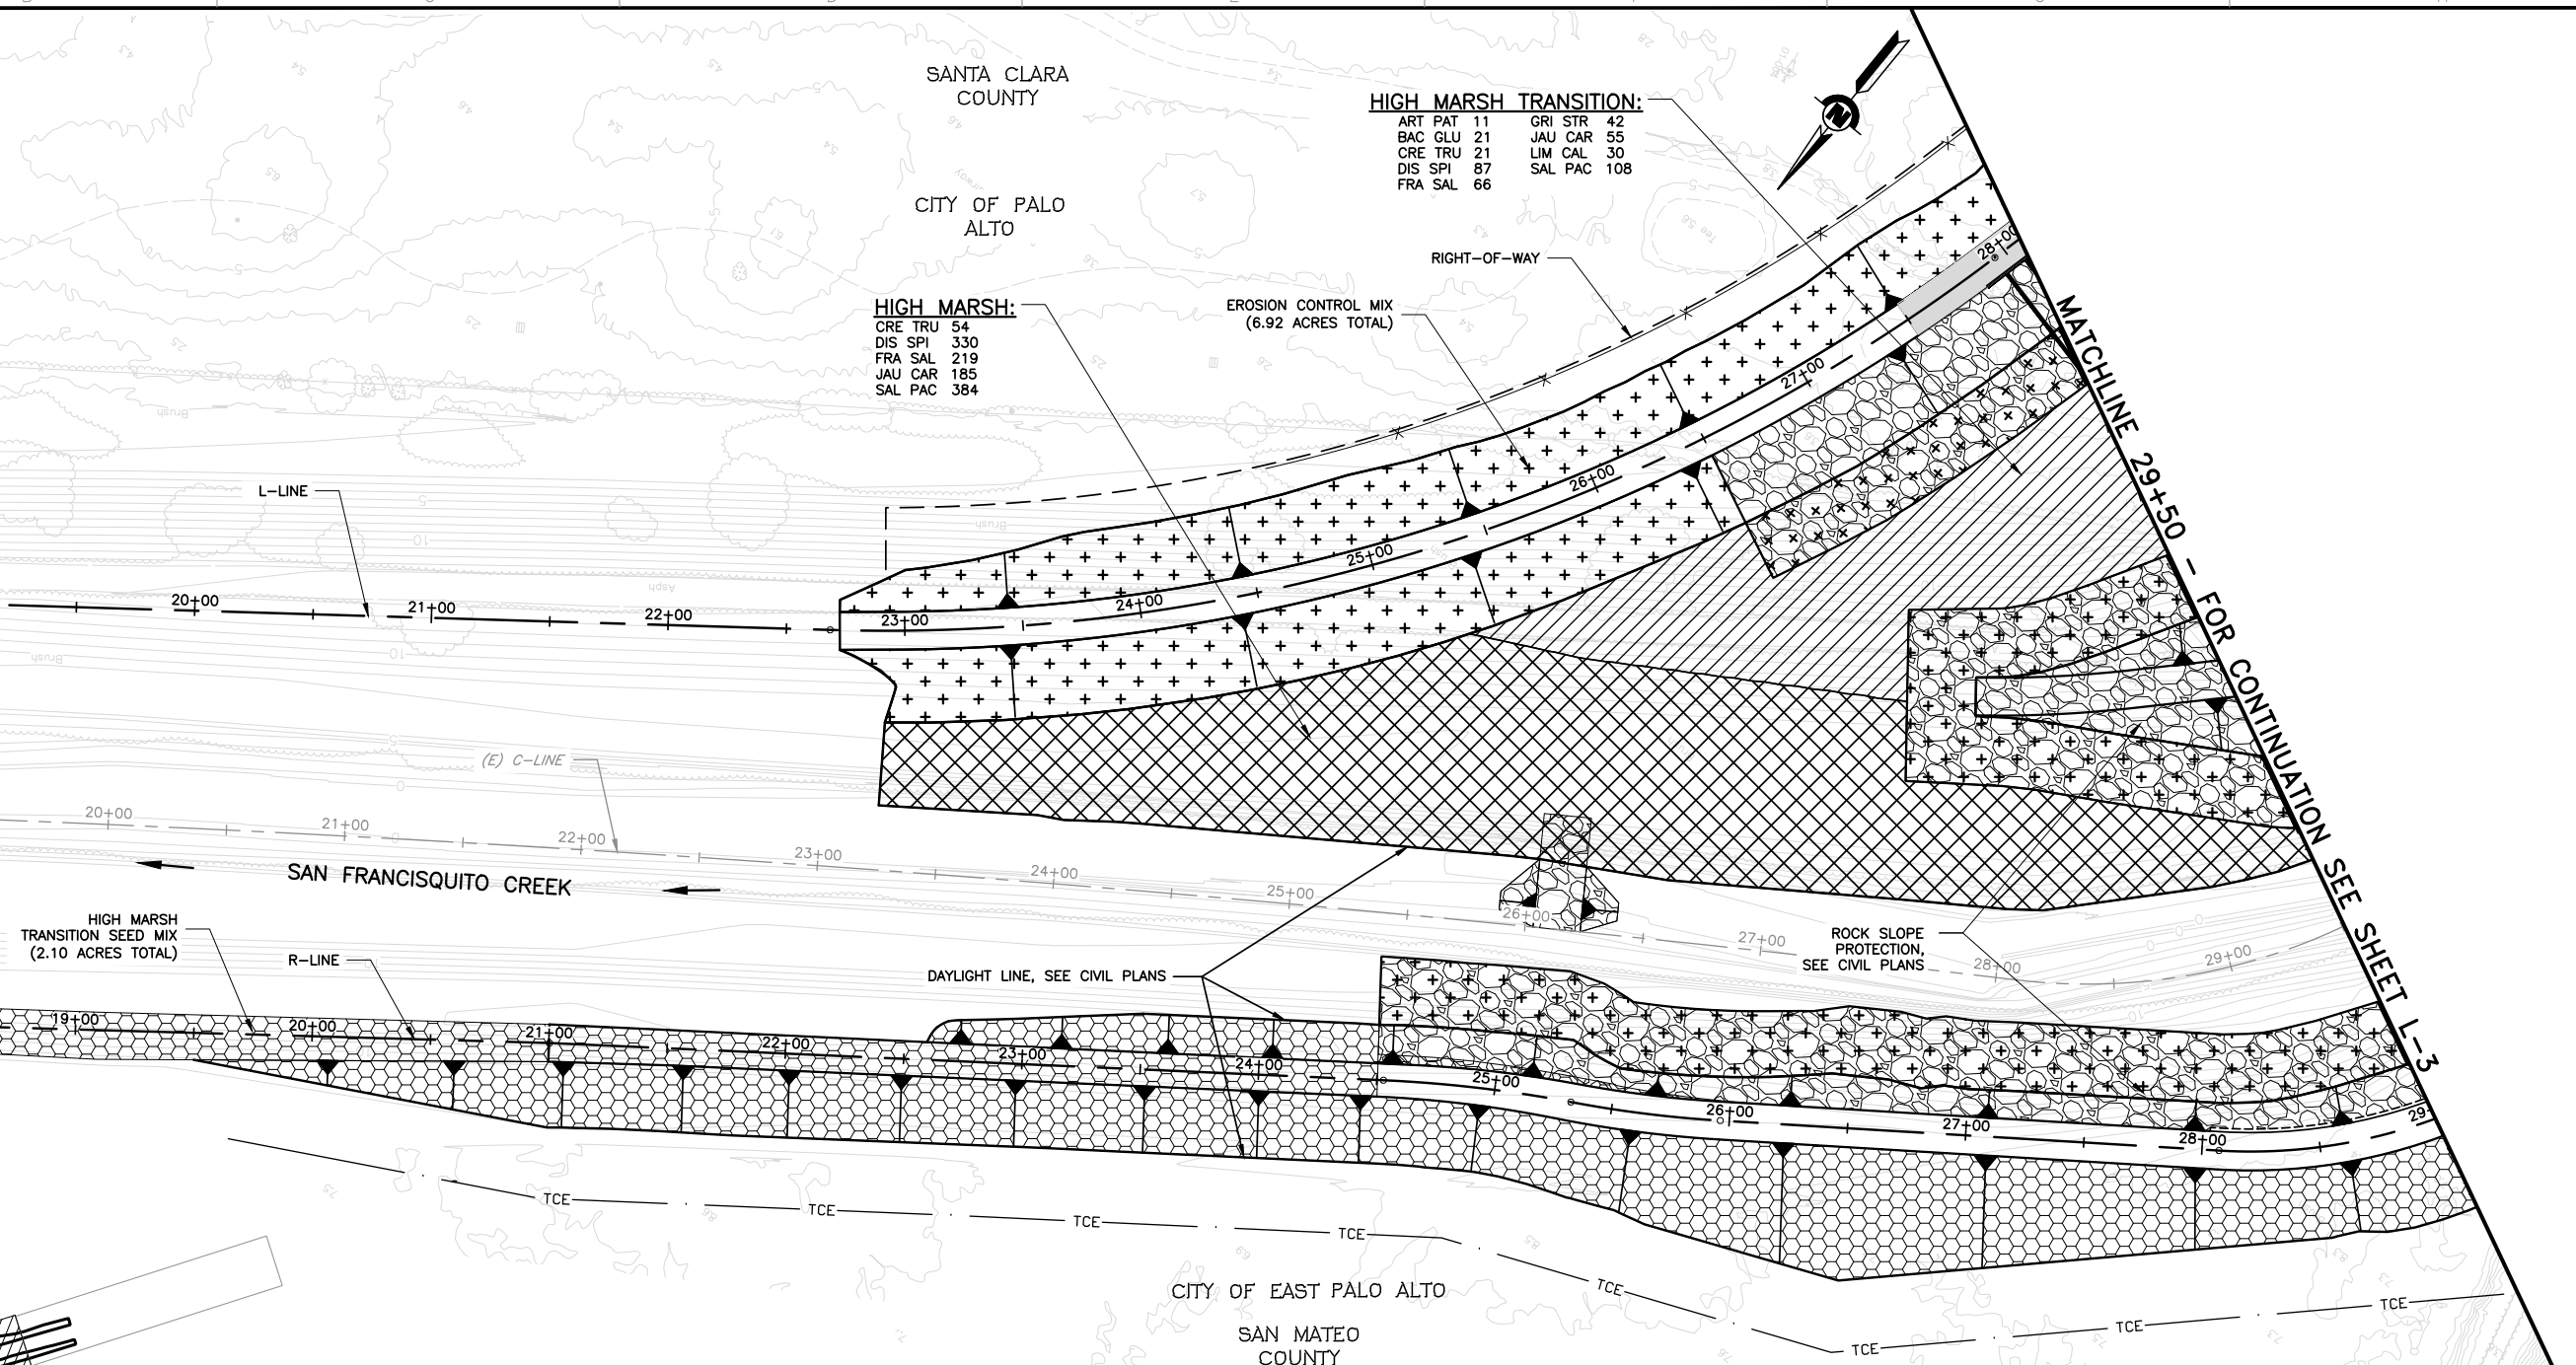 SANTA CLARA
COUNTY
CITY OF PALO
ALTO
HIGH MARSH TRANSITION:
ART PAT 11 GRI STR 42
BAC GLU 21 JAU CAR 55
CRE TRU 21 LIM CAL 30
DIS SPI 87 SAL PAC 108
FRA SAL 66
N
RIGHT-OF-WAY
HIGH MARSH:
CRE TRU 54
DIS SPI 330
FRA SAL 219
JAU CAR 185
SAL PAC 384
EROSION CONTROL MIX
(6.92 ACRES TOTAL)
MATCHLINE 29+50 - FOR CONTINUATION SEE SHEET L-3
L-LINE
20+00
21+00
22+00
23+00
24+00
25+00
26+00
27+00
28+00
Brush
Brush
Asph
Brush
(E) C-LINE
20+00
21+00
22+00
23+00
24+00
25+00
26+00
27+00
28+00
29+00
SAN FRANCISQUITO CREEK
HIGH MARSH
TRANSITION SEED MIX
(2.10 ACRES TOTAL)
R-LINE
DAYLIGHT LINE, SEE CIVIL PLANS
ROCK SLOPE
PROTECTION,
SEE CIVIL PLANS
19+00
20+00
21+00
22+00
23+00
24+00
25+00
26+00
27+00
28+00
29
TCE
TCE
TCE
TCE
TCE
TCE
TCE
TCE
CITY OF EAST PALO ALTO
SAN MATEO
COUNTY